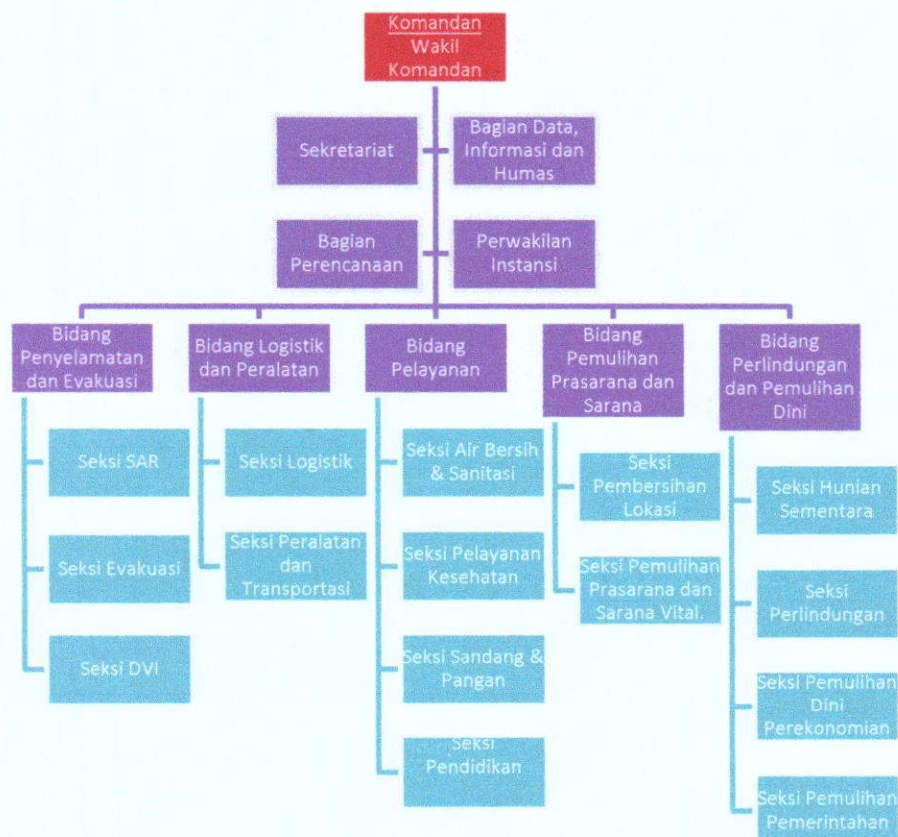 Komandan
Wakil
Komandan
Sekretariat
Bagian Data,
Informasi dan
Humas
Bagian
Perencanaan
Perwakilan
Instansi
Bidang
Penyelamatan
dan Evakuasi
Bidang Logistik
dan Peralatan
Bidang
Pelayanan
Bidang
Pemulihan
Prasarana dan
Sarana
Bidang
Perlindungan
dan Pemulihan
Dini
Seksi SAR
Seksi Evakuasi
Seksi DVI
Seksi Logistik
Seksi Peralatan
dan
Transportasi
Seksi Air Bersih
& Sanitasi
Seksi Pelayanan
Kesehatan
Seksi Sandang &
Pangan
Seksi
Pendidikan
Seksi
Pembersihan
Lokasi
Seksi Pemulihan
Prasarana dan
Sarana Vital.
Seksi Hunian
Sementara
Seksi
Perlindungan
Seksi Pemulihan
Dini
Perekonomian
Seksi Pemulihan
Pemerintahan